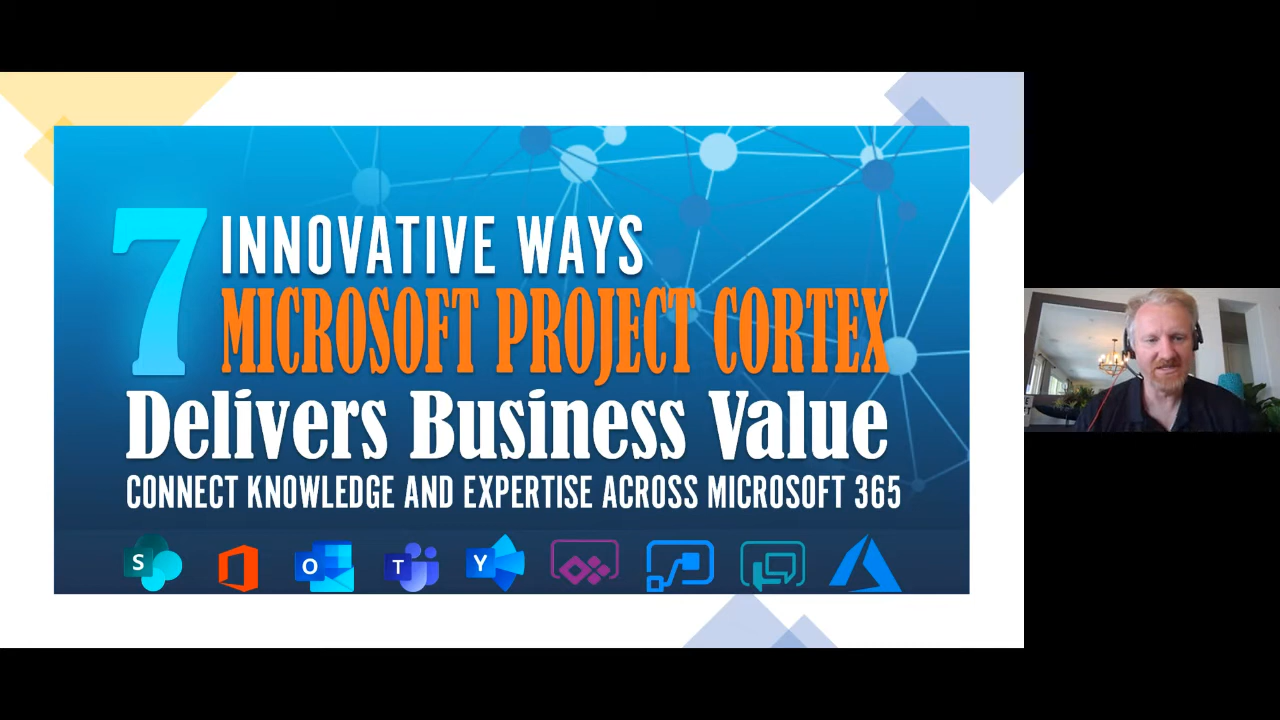 7 INNOVATIVE WAYS
MICROSOFT PROJECT CORTEX
Delivers Business Value
CONNECT KNOWLEDGE AND EXPERTISE ACROSS MICROSOFT 365
S O T Y